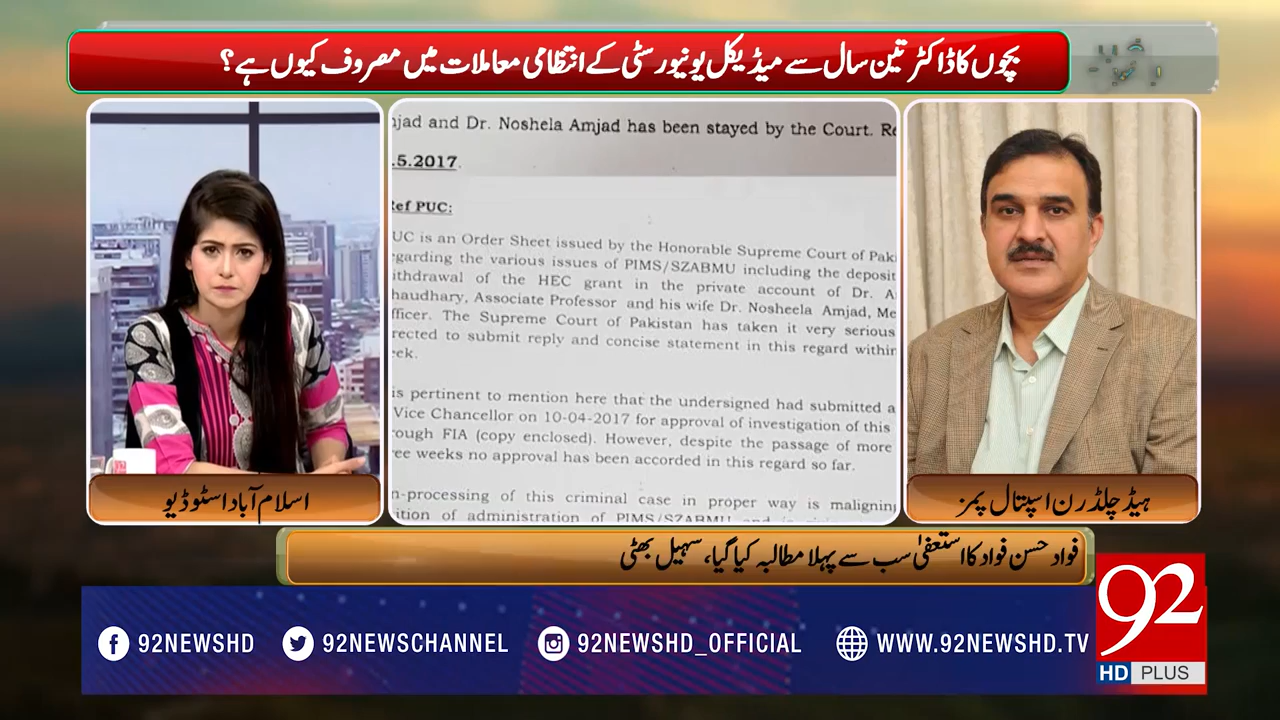 بچوں کا ڈاکٹر تین سال سے میڈیکل یونیورسٹی کے انتظامی معاملات میں مصروف کیوں ہے؟
jad and Dr. Noshela Amjad has been stayed by the Court. Re
.5.2017.
Ref PUC:
UC is an Order Sheet issued by the Honorable Supreme Court of Paki
garding the various issues of PIMS/SZABMU including the deposit
thdrawal of the HEC grant in the private account of Dr. A
haudhary, Associate Professor and his wife Dr. Nosheela Amjad, Me
fficer. The Supreme Court of Pakistan has taken it very serious
rected to submit reply and concise statement in this regard within
ek.
is pertinent to mention here that the undersigned had submitted a
Vice Chancellor on 10-04-2017 for approval of investigation of this
rough FIA (copy enclosed). However, despite the passage of more
ree weeks no approval has been accorded in this regard so far.
n-processing of this criminal case in proper way is maligning
ition of administration of PIMS/SZABMU and
اسلام آباد اسٹوڈیو
ہیڈ چلڈرن اسپتال پمز
فواد حسن فواد کا استعفیٰ سب سے پہلا مطالبہ کیا گیا، سہیل بھٹی
92NEWSHD
92NEWSCHANNEL
92NEWSHD_OFFICIAL
WWW.92NEWSHD.TV
92
HD PLUS